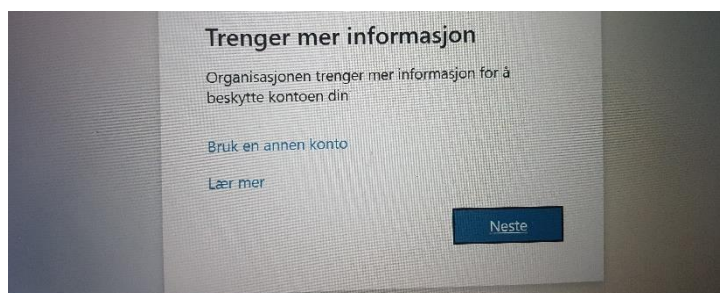 Trenger mer informasjon
Organisasjonen trenger mer informasjon for å
beskytte kontoen din
Bruk en annen konto
Lær mer
Neste